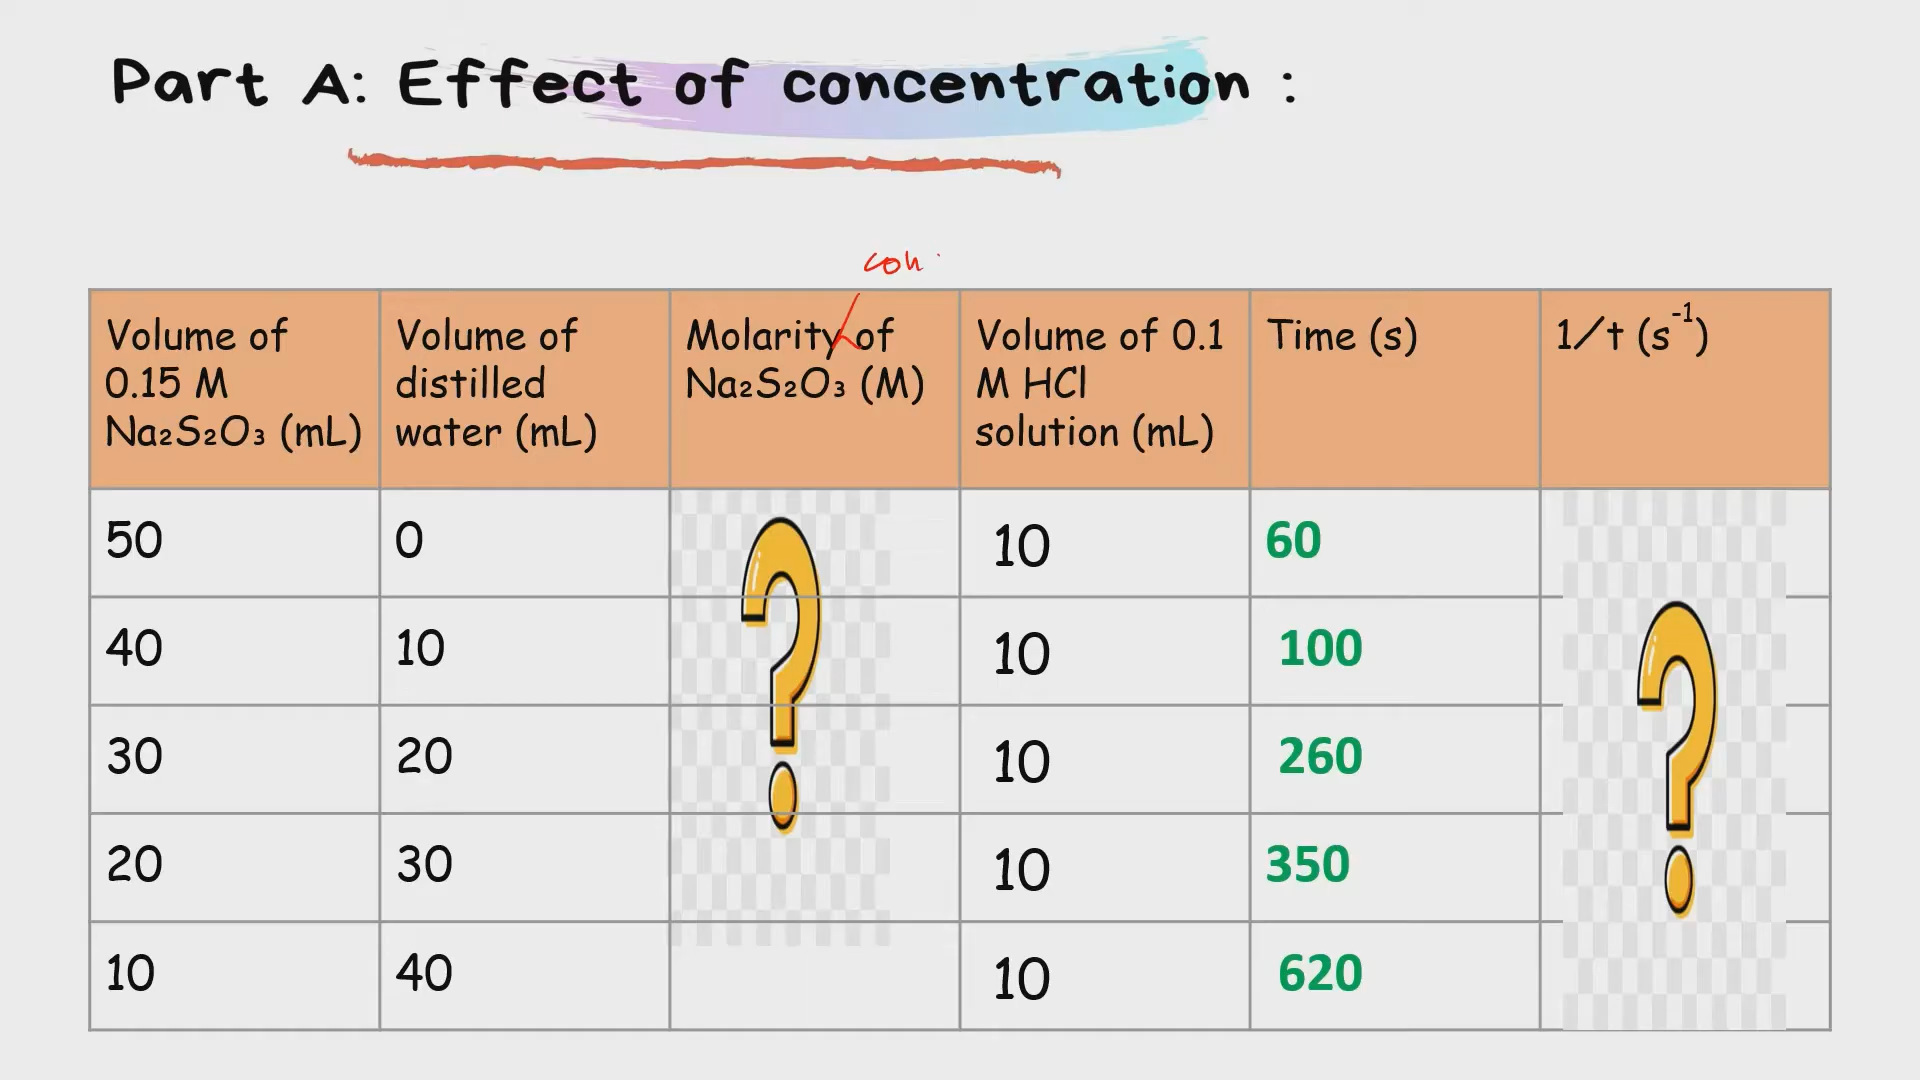 Part A: Effect of concentration :
con
Volume of
0.15 M
Na₂S₂O₃ (mL)
Volume of
distilled
water (mL)
Molarity of
Na₂S₂O₃ (M)
Volume of 0.1
M HCl
solution (mL)
Time (s)
1/t (s⁻¹)
50 0 ? 10 60 ?
40 10 10 100
30 20 10 260
20 30 10 350
10 40 10 620